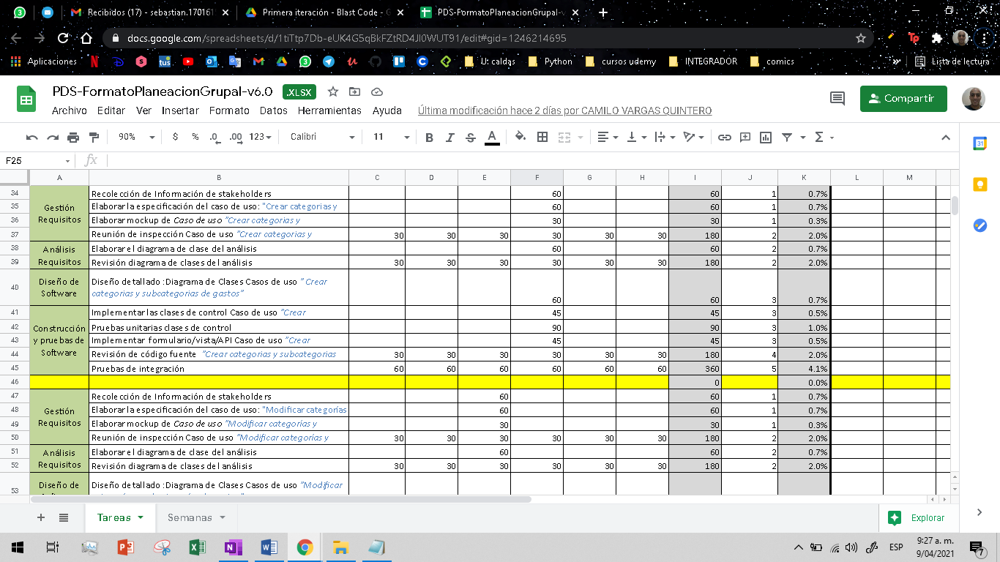 Recibidos (17) - sebastian.170161
Primera iteración - Blast Code - G
PDS-FormatoPlaneacionGrupal-v
docs.google.com/spreadsheets/d/1tiTtp7Db-eUK4G5qBkFZtRD4JI0WUT91/edit#gid=1246214695
Aplicaciones U: caldas Python cursos udemy INTEGRADOR comics » Lista de lectura
PDS-FormatoPlaneacionGrupal-v6.0 .XLSX
Compartir
Archivo Editar Ver Insertar Formato Datos Herramientas Ayuda Última modificación hace 2 días por CAMILO VARGAS QUINTERO
90% $ % .0 .00 123 Calibri 11 B I S A
F25 fx
A B C D E F G H I J K L M
34 Recolección de Información de stakeholders 60 60 1 0.7%
Gestión Requisitos
35 Elaborar la especificación del caso de uso: "Crear categorias y 60 60 1 0.7%
36 Elaborar mockup de Caso de uso "Crear categorias y 30 30 1 0.3%
37 Reunión de inspección Caso de uso "Crear categorias y 30 30 30 30 30 30 180 2 2.0%
Análisis Requisitos
38 Elaborar el diagrama de clase del análisis 60 60 2 0.7%
39 Revisión diagrama de clases del análisis 30 30 30 30 30 30 180 2 2.0%
Diseño de Software
40 Diseño detallado :Diagrama de Clases Casos de uso " Crear
categorias y subcategorias de gastos" 60 60 3 0.7%
Construcción y pruebas de Software
41 Implementar las clases de control Caso de uso "Crear 45 45 3 0.5%
42 Pruebas unitarias clases de control 90 90 3 1.0%
43 Implementar formulario/vista/API Caso de uso "Crear 45 45 3 0.5%
44 Revisión de código fuente "Crear categorias y subcategorias 30 30 30 30 30 30 180 4 2.0%
45 Pruebas de integración 60 60 60 60 60 60 360 5 4.1%
46 0 0.0%
Gestión Requisitos
47 Recolección de Información de stakeholders 60 60 1 0.7%
48 Elaborar la especificación del caso de uso: "Modificar categorías 60 60 1 0.7%
49 Elaborar mockup de Caso de uso "Modificar categorías y 30 30 1 0.3%
50 Reunión de inspección Caso de uso "Modificar categorías y 30 30 30 30 30 30 180 2 2.0%
Análisis Requisitos
51 Elaborar el diagrama de clase del análisis 60 60 2 0.7%
52 Revisión diagrama de clases del análisis 30 30 30 30 30 30 180 2 2.0%
Diseño de
53 Diseño detallado :Diagrama de Clases Casos de uso "Modificar
Tareas Semanas Explorar
ESP 9:27 a. m.
9/04/2021
7